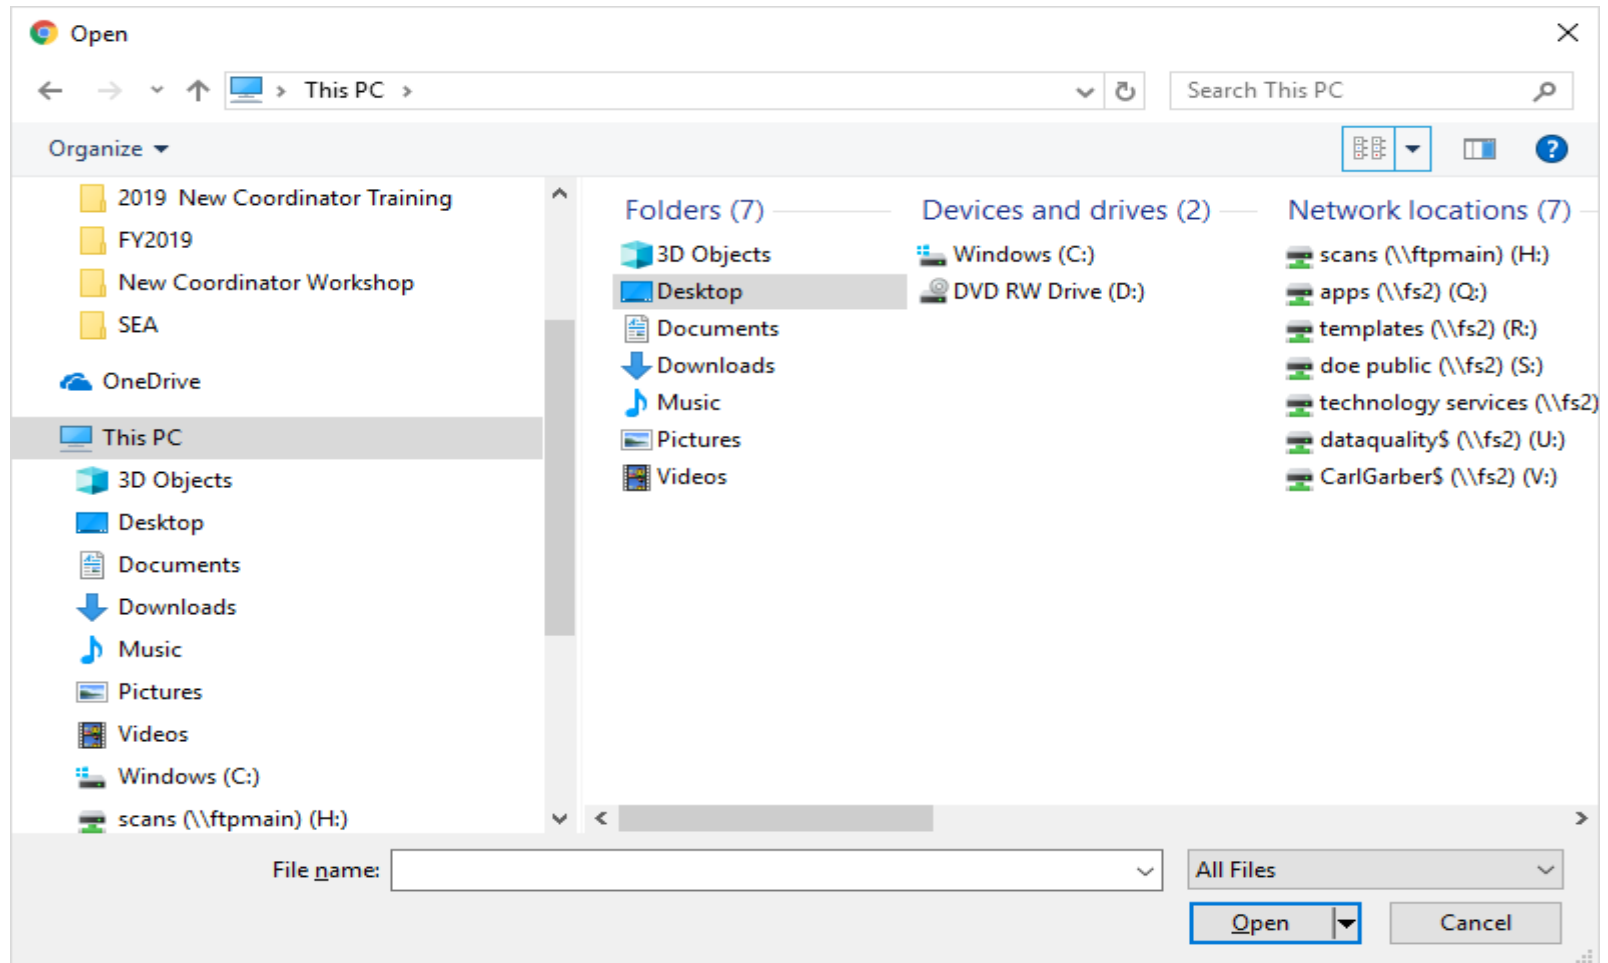 Open
This PC
Search This PC
Organize
2019  New Coordinator Training
FY2019
New Coordinator Workshop
SEA
OneDrive
This PC
3D Objects
Desktop
Documents
Downloads
Music
Pictures
Videos
Windows (C:)
scans (\\ftpmain) (H:)
Folders (7)
3D Objects
Desktop
Documents
Downloads
Music
Pictures
Videos
Devices and drives (2)
Windows (C:)
DVD RW Drive (D:)
Network locations (7)
scans (\\ftpmain) (H:)
apps (\\fs2) (Q:)
templates (\\fs2) (R:)
doe public (\\fs2) (S:)
technology services (\\fs2)
dataquality$ (\\fs2) (U:)
CarlGarber$ (\\fs2) (V:)
File name:
All Files
Open
Cancel